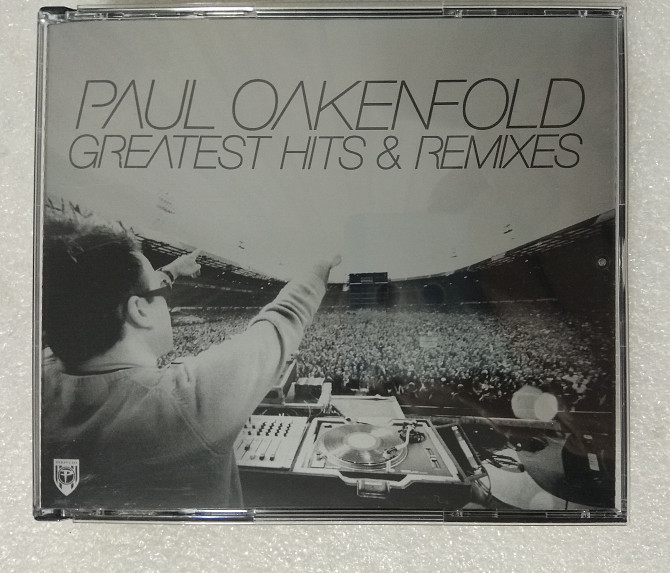 PAUL OAKENFOLD
GREATEST HITS & REMIXES